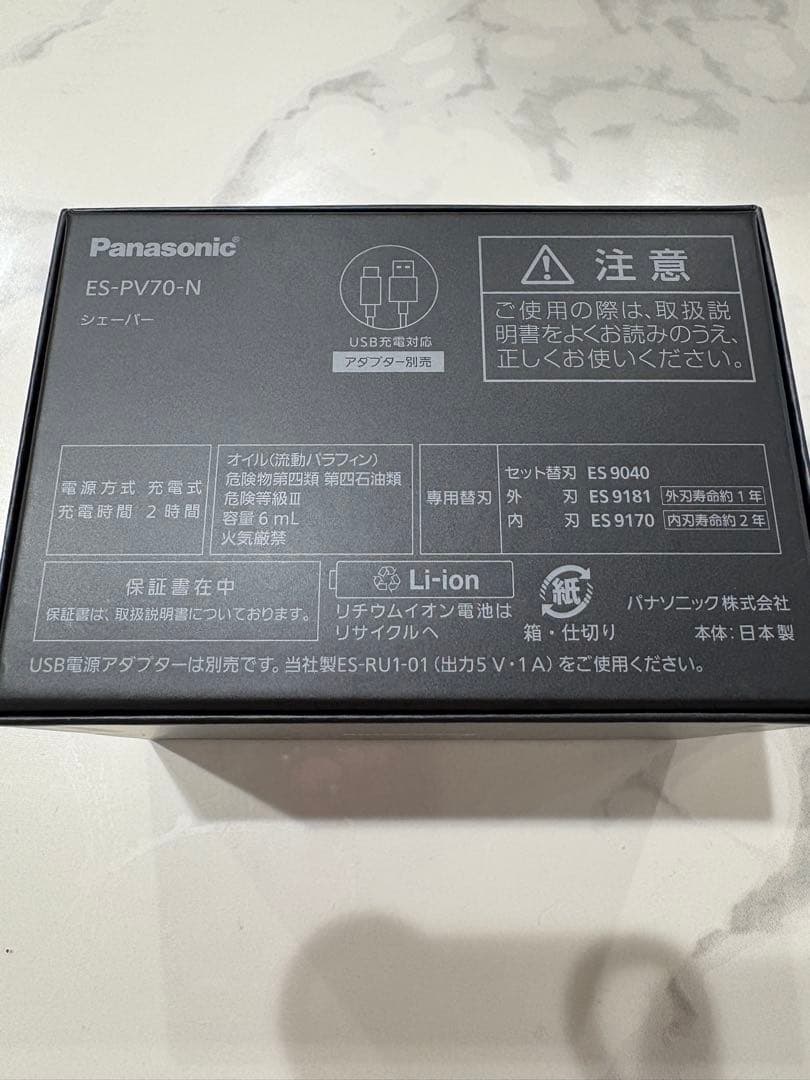 Panasonic®
ES-PV70-N
シェーバー
USB充電対応
アダプター別売
注意
ご使用の際は、取扱説
明書をよくお読みのうえ、
正しくお使いください。
電源方式 充電式
充電時間 2時間
オイル(流動パラフィン)
危険物第四類 第四石油類
危険等級Ⅲ
容量6mL
火気厳禁
専用替刃
セット替刃 ES9040
外 刃 ES9181 外刃寿命約1年
内 刃 ES9170 内刃寿命約2年
保証書在中
保証書は、取扱説明書についております。
Li-ion
リチウムイオン電池は
リサイクルへ
紙
箱・仕切り
パナソニック株式会社
本体:日本製
USB電源アダプターは別売です。当社製ES-RU1-01(出力5V・1A)をご使用ください。